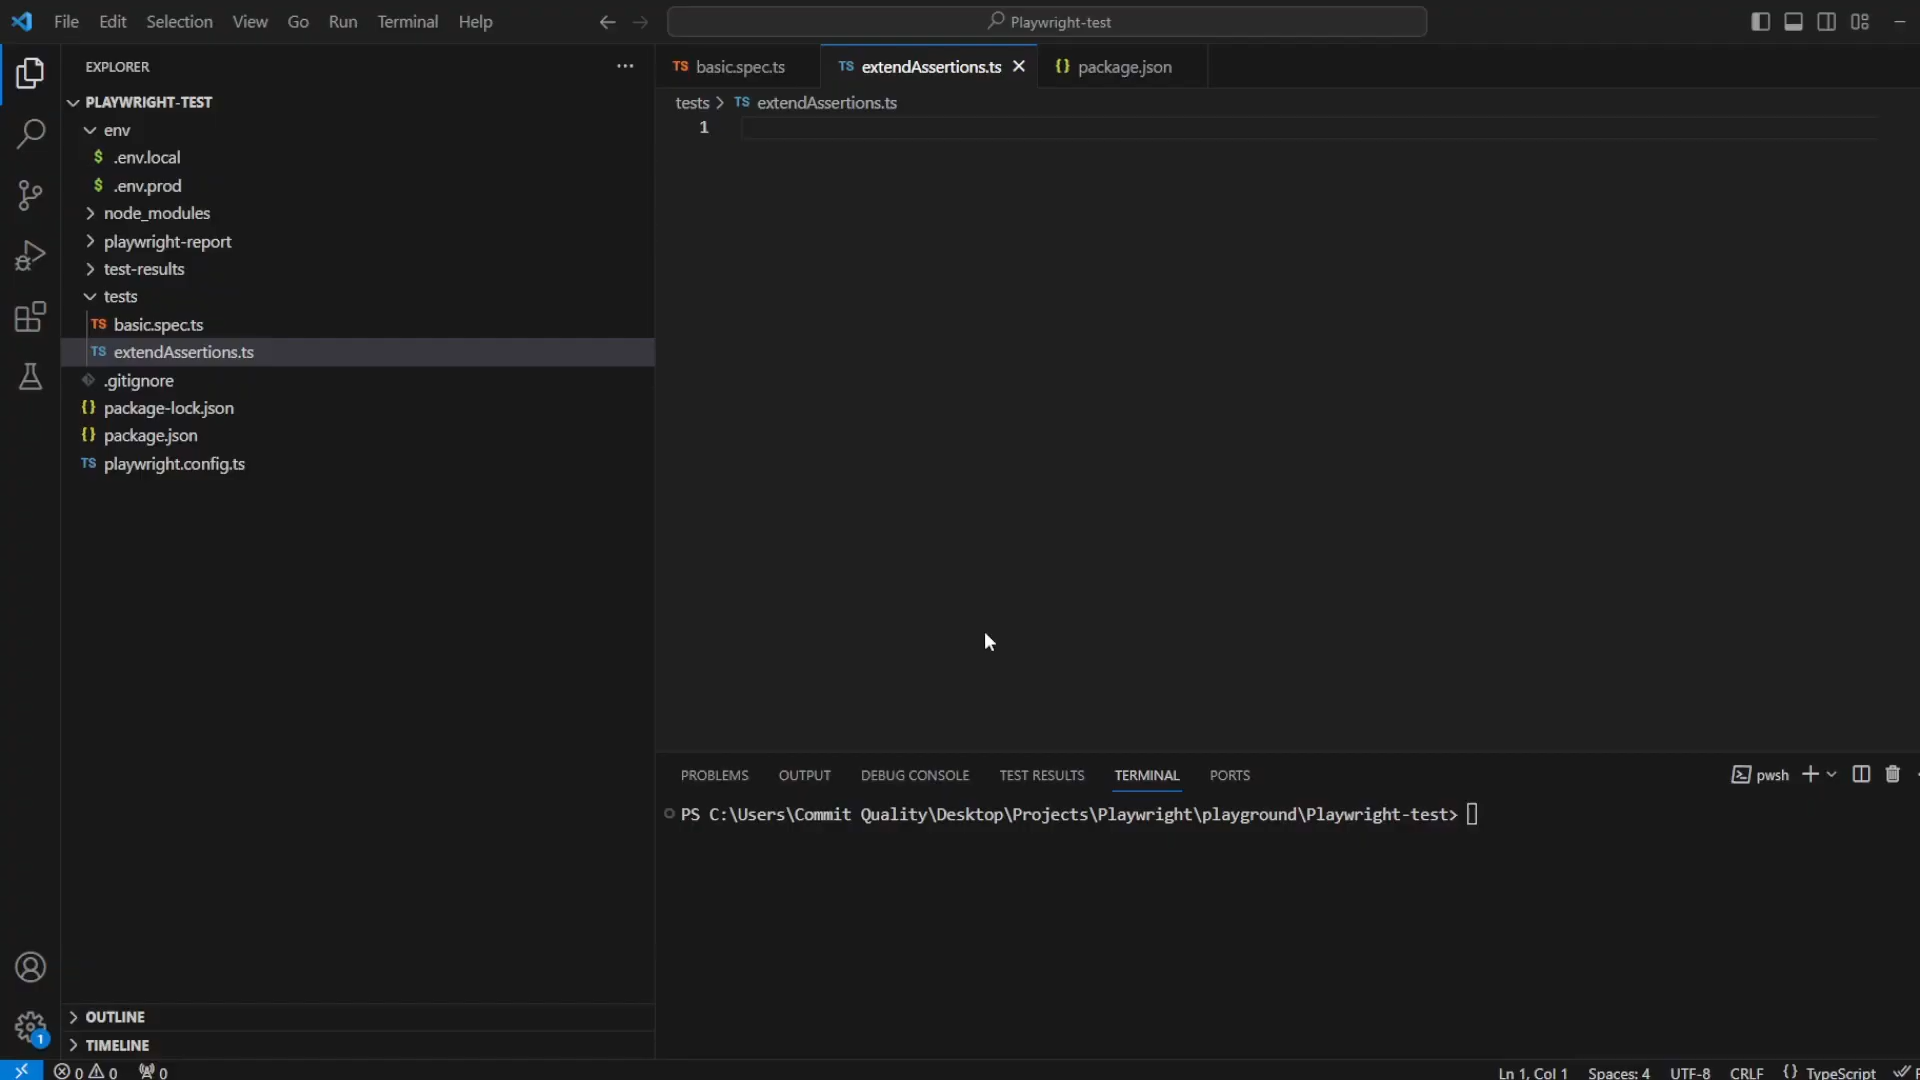 File Edit Selection View Go Run Terminal Help
Playwright-test
EXPLORER
PLAYWRIGHT-TEST
env
$ .env.local
$ .env.prod
node_modules
playwright-report
test-results
tests
TS basic.spec.ts
TS extendAssertions.ts
.gitignore
{} package-lock.json
{} package.json
TS playwright.config.ts
OUTLINE
TIMELINE
TS basic.spec.ts
TS extendAssertions.ts
{} package.json
tests > TS extendAssertions.ts
1
PROBLEMS OUTPUT DEBUG CONSOLE TEST RESULTS TERMINAL PORTS
pwsh
PS C:\Users\Commit Quality\Desktop\Projects\Playwright\playground\Playwright-test>
1
0 0 0
Ln 1, Col 1 Spaces: 4 UTF-8 CRLF {} TypeScript